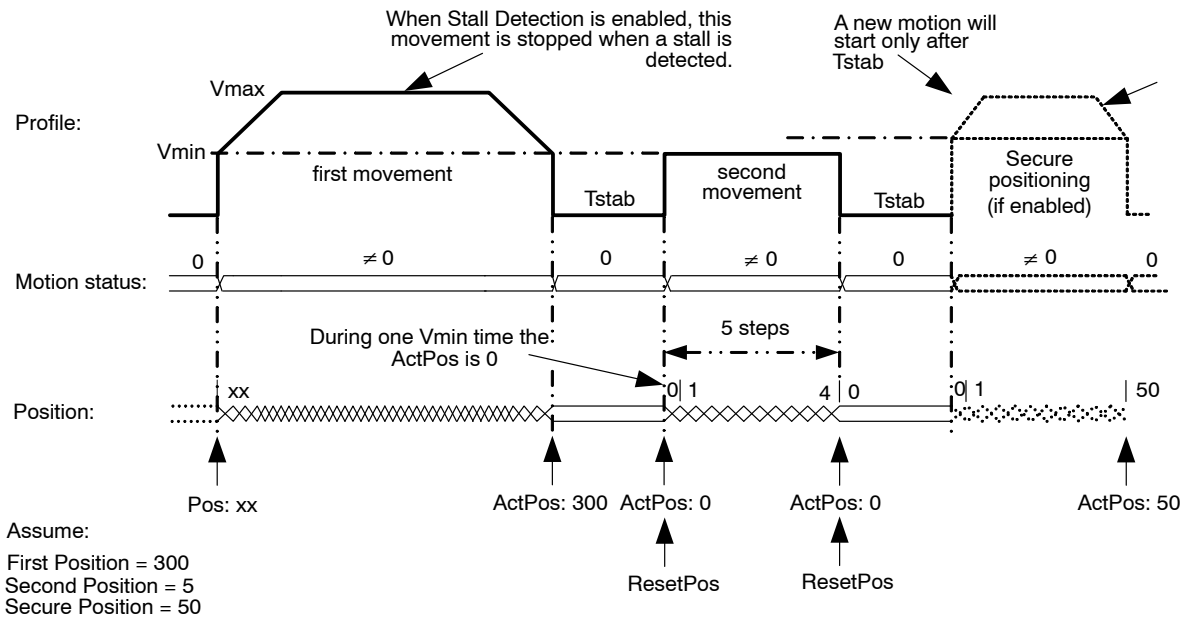 When Stall Detection is enabled, this
movement is stopped when a stall is
detected.
A new motion will
start only after
Tstab
Vmax
Profile:
Vmin
first movement
Tstab
second
movement
Tstab
Secure
positioning
(if enabled)
0
≠ 0
0
≠ 0
0
≠ 0
0
Motion status:
During one Vmin time the
ActPos is 0
5 steps
Position:
xx
0 1
4 0
0 1
50
Pos: xx
ActPos: 300
ActPos: 0
ActPos: 0
ActPos: 50
Assume:
First Position = 300
Second Position = 5
Secure Position = 50
ResetPos
ResetPos